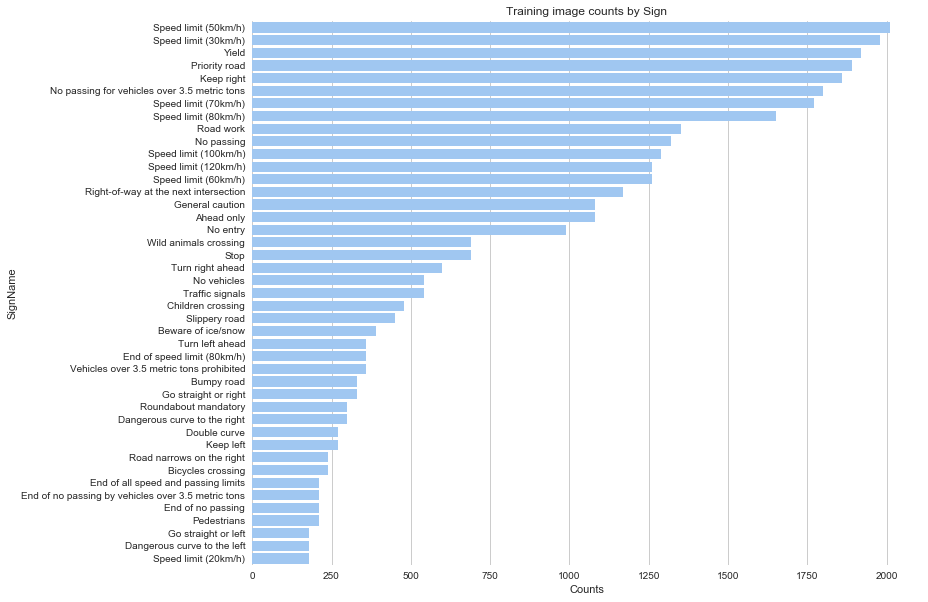 Training image counts by Sign
Speed limit (50km/h)
Speed limit (30km/h)
Yield
Priority road
Keep right
No passing for vehicles over 3.5 metric tons
Speed limit (70km/h)
Speed limit (80km/h)
Road work
No passing
Speed limit (100km/h)
Speed limit (120km/h)
Speed limit (60km/h)
Right-of-way at the next intersection
General caution
Ahead only
No entry
Wild animals crossing
Stop
Turn right ahead
No vehicles
Traffic signals
Children crossing
Slippery road
Beware of ice/snow
Turn left ahead
End of speed limit (80km/h)
Vehicles over 3.5 metric tons prohibited
Bumpy road
Go straight or right
Roundabout mandatory
Dangerous curve to the right
Double curve
Keep left
Road narrows on the right
Bicycles crossing
End of all speed and passing limits
End of no passing by vehicles over 3.5 metric tons
End of no passing
Pedestrians
Go straight or left
Dangerous curve to the left
Speed limit (20km/h)
SignName
0 250 500 750 1000 1250 1500 1750 2000
Counts